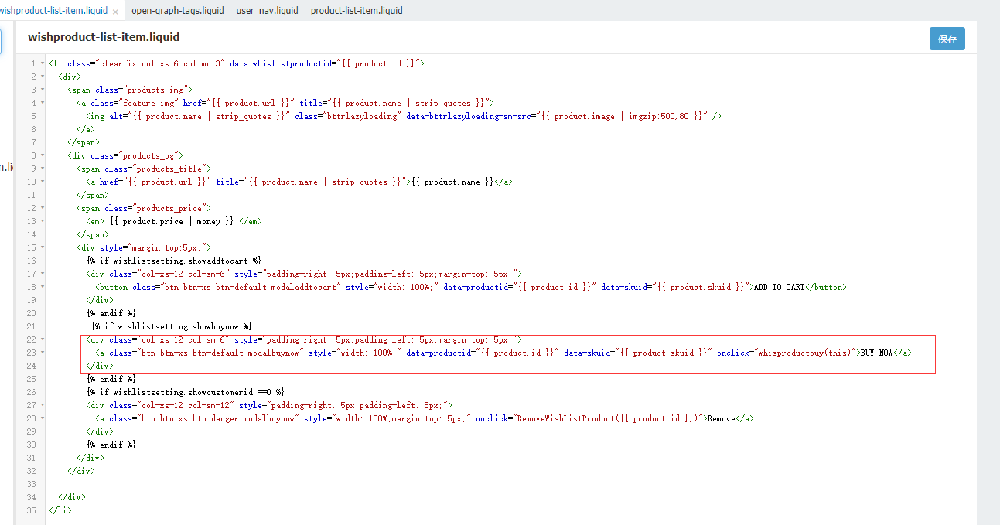 wishproduct-list-item.liquid × open-graph-tags.liquid user_nav.liquid product-list-item.liquid
wishproduct-list-item.liquid 保存
1 <li class="clearfix col-xs-6 col-md-3" data-whislistproductid="{{ product.id }}">
2 <div>
3 <span class="products_img">
4 <a class="feature_img" href="{{ product.url }}" title="{{ product.name | strip_quotes }}">
5 <img alt="{{ product.name | strip_quotes }}" class="bttrlazyloading" data-bttrlazyloading-sm-src="{{ product.image | imgzip:500,80 }}" />
6 </a>
7 </span>
8 <div class="products_bg">
9 <span class="products_title">
10 <a href="{{ product.url }}" title="{{ product.name | strip_quotes }}">{{ product.name }}</a>
11 </span>
12 <span class="products_price">
13 <em> {{ product.price | money }} </em>
14 </span>
15 <div style="margin-top:5px;">
16 {% if wishlistsetting.showaddtocart %}
17 <div class="col-xs-12 col-sm-6" style="padding-right: 5px;padding-left: 5px;margin-top: 5px;">
18 <button class="btn btn-xs btn-default modaladdtocart" style="width: 100%;" data-productid="{{ product.id }}" data-skuid="{{ product.skuid }}">ADD TO CART</button>
19 </div>
20 {% endif %}
21 {% if wishlistsetting.showbuynow %}
22 <div class="col-xs-12 col-sm-6" style="padding-right: 5px;padding-left: 5px;margin-top: 5px;">
23 <a class="btn btn-xs btn-default modalbuynow" style="width: 100%;" data-productid="{{ product.id }}" data-skuid="{{ product.skuid }}" onclick="whisproductbuy(this)">BUY NOW</a>
24 </div>
25 {% endif %}
26 {% if wishlistsetting.showcustomerid ==0 %}
27 <div class="col-xs-12 col-sm-12" style="padding-right: 5px;padding-left: 5px;">
28 <a class="btn btn-xs btn-danger modalbuynow" style="width: 100%;margin-top: 5px;" onclick="RemoveWishListProduct({{ product.id }})">Remove</a>
29 </div>
30 {% endif %}
31 </div>
32 </div>
33
34 </div>
35 </li>